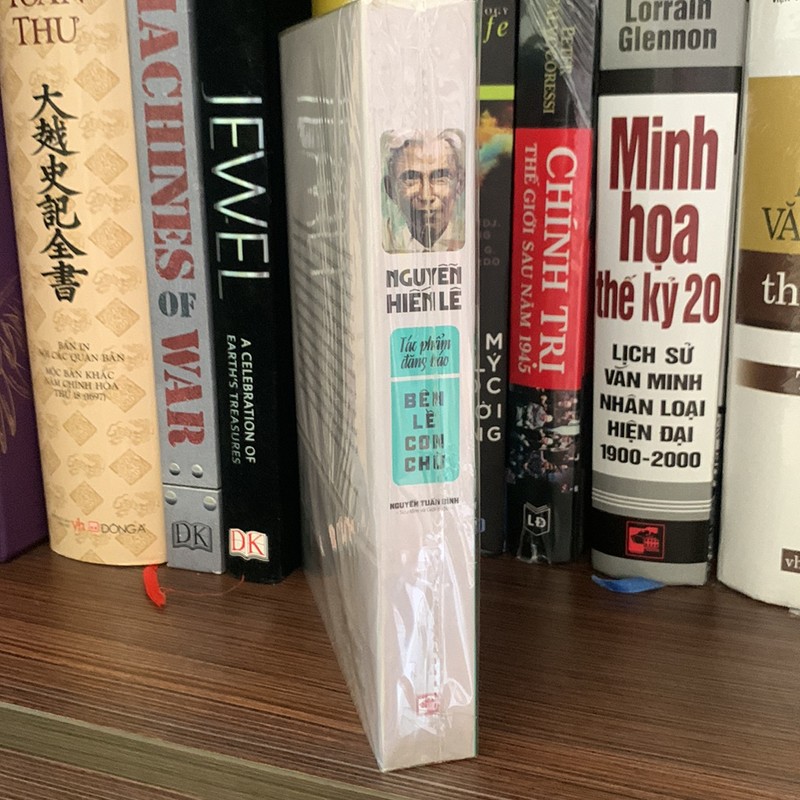 THƯ
大越史記全書
BẢN IN
NỘI CÁC QUAN BẢN
MỘC BẢN KHẮC
NĂM CHÍNH HÒA
THỨ 18 (1697)
ĐÔNG A
MACHINES OF WAR
DK
JEWEL
A CELEBRATION OF
EARTH'S TREASURES
DK
NGUYỄN
HIẾN LÊ
Tác phẩm
đăng báo
BÊN
LỀ
CON
CHỮ
NGUYỄN TUẤN BÌNH
PETER
CHÍNH TRỊ
THẾ GIỚI SAU NĂM 1945
LĐ
Lorrain
Glennon
Minh
họa
thế kỷ 20
LỊCH SỬ
VĂN MINH
NHÂN LOẠI
HIỆN ĐẠI
1900-2000
VĂ
th
vh